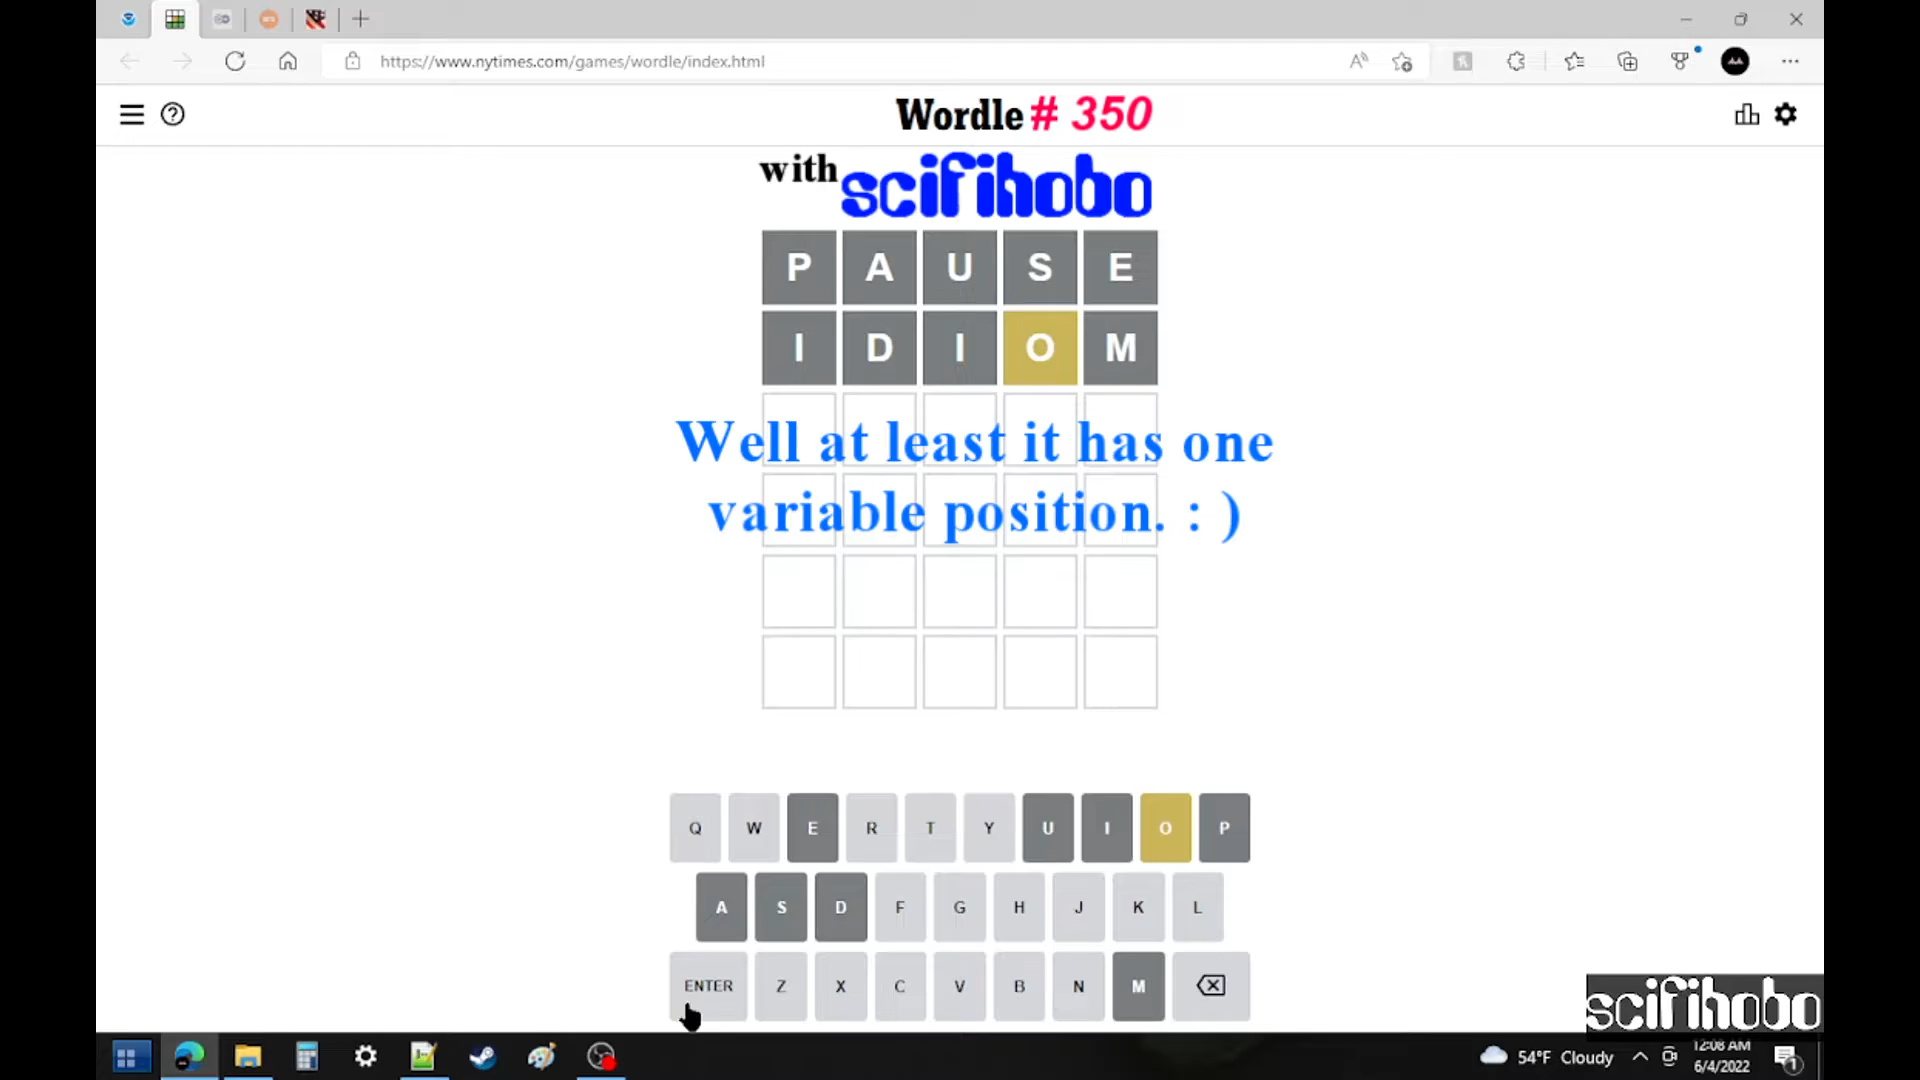 https://www.nytimes.com/games/wordle/index.html
Wordle # 350
with scifihobo
P A U S E
I D I O M
Well at least it has one
variable position. : )
Q W E R T Y U I O P
A S D F G H J K L
ENTER Z X C V B N M
scifihobo
54°F Cloudy
12:08 AM
6/4/2022
1